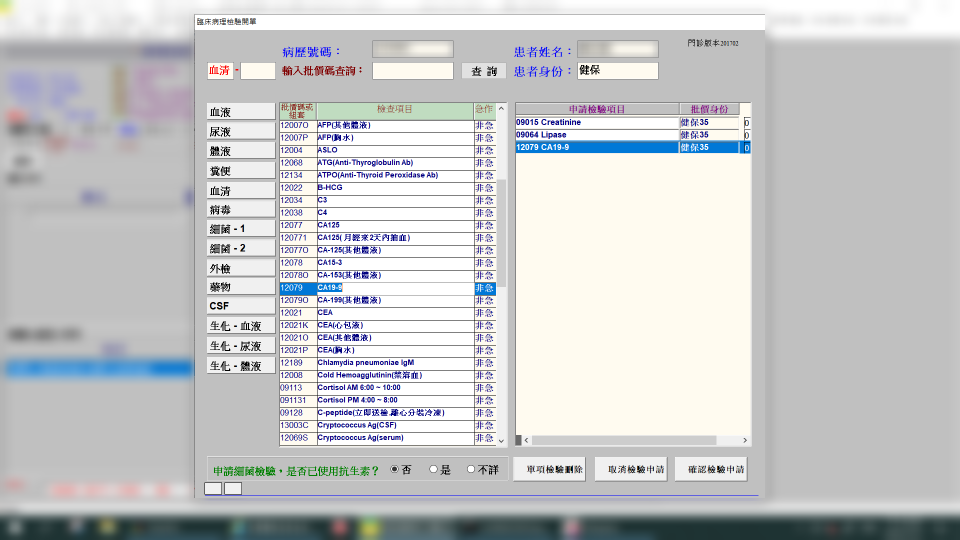 臨床病理檢驗開單
病歷號碼：
患者姓名：
門診版本201702
血清 -
輸入批價碼查詢：
查 詢
患者身份：
健保
血液
尿液
體液
糞便
血清
病毒
細菌 - 1
細菌 - 2
外檢
藥物
CSF
生化 - 血液
生化 - 尿液
生化 - 體液
批價碼或組套 檢查項目 急作
12007O AFP(其他體液) 非急
12007P AFP(胸水) 非急
12004 ASLO 非急
12068 ATG(Anti-Thyroglobulin Ab) 非急
12134 ATPO(Anti-Thyroid Peroxidase Ab) 非急
12022 B-HCG 非急
12034 C3 非急
12038 C4 非急
12077 CA125 非急
120771 CA125( 月經來2天內抽血) 非急
12077O CA-125(其他體液) 非急
12078 CA15-3 非急
12078O CA-153(其他體液) 非急
12079 CA19-9 非急
12079O CA-199(其他體液) 非急
12021 CEA 非急
12021K CEA(心包液) 非急
12021O CEA(其他體液) 非急
12021P CEA(胸水) 非急
12189 Chlamydia pneumoniae IgM 非急
12008 Cold Hemoagglutinin(禁溶血) 非急
09113 Cortisol AM 6:00 ~ 10:00 非急
091131 Cortisol PM 4:00 ~ 8:00 非急
09128 C-peptide(立即送檢,離心分裝冷凍) 非急
13003C Cryptococcus Ag(CSF) 非急
12069S Cryptococcus Ag(serum) 非急
申請檢驗項目 批價身份
09015 Creatinine 健保35 0
09064 Lipase 健保35 0
12079 CA19-9 健保35 0
申請細菌檢驗，是否已使用抗生素？ 否 是 不詳
單項檢驗刪除
取消檢驗申請
確認檢驗申請